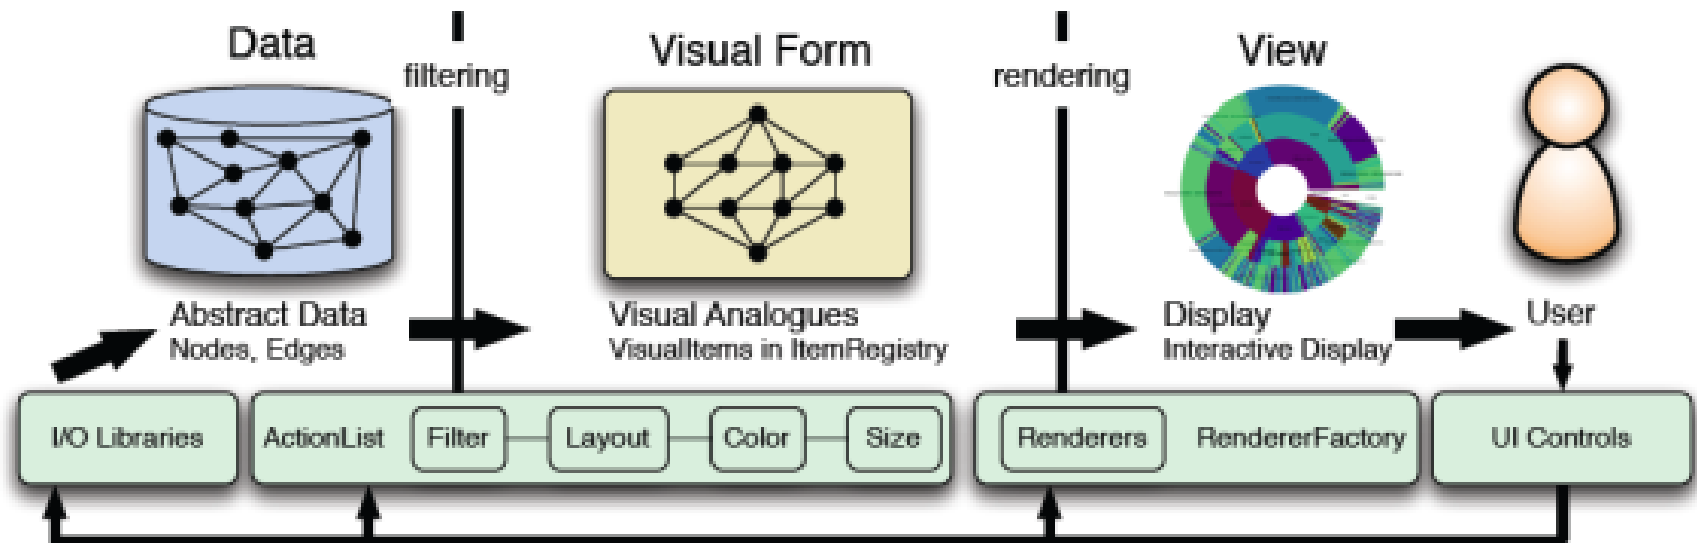 Data
filtering
Visual Form
rendering
View
Abstract Data
Nodes, Edges
Visual Analogues
VisualItems in ItemRegistry
Display
Interactive Display
User
I/O Libraries
ActionList
Filter
Layout
Color
Size
Renderers
RendererFactory
UI Controls